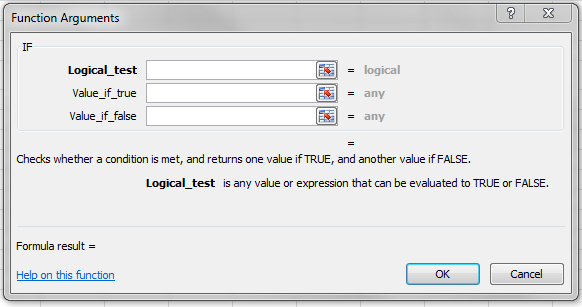 Function Arguments
IF
Logical_test = logical
Value_if_true = any
Value_if_false = any
=
Checks whether a condition is met, and returns one value if TRUE, and another value if FALSE.
Logical_test is any value or expression that can be evaluated to TRUE or FALSE.
Formula result =
Help on this function
OK
Cancel